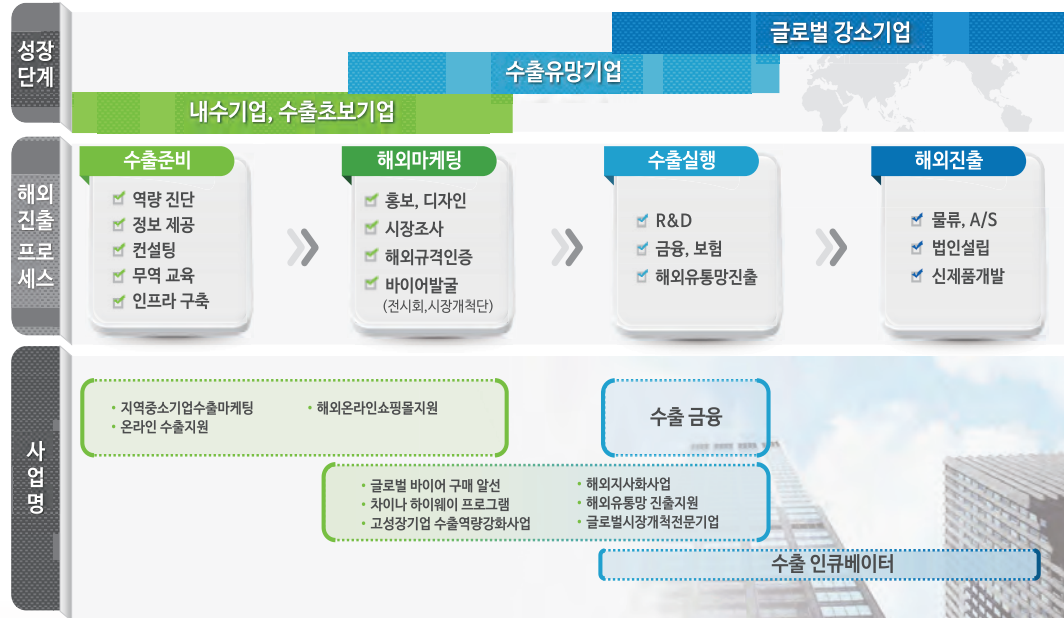 성장
단계
글로벌 강소기업
수출유망기업
내수기업, 수출초보기업
해외
진출
프로
세스
수출준비
역량 진단
정보 제공
컨설팅
무역 교육
인프라 구축
해외마케팅
홍보, 디자인
시장조사
해외규격인증
바이어발굴
(전시회,시장개척단)
수출실행
R&D
금융, 보험
해외유통망진출
해외진출
물류, A/S
법인설립
신제품개발
사
업
명
• 지역중소기업수출마케팅
• 온라인 수출지원
• 해외온라인쇼핑몰지원
수출 금융
• 글로벌 바이어 구매 알선
• 차이나 하이웨이 프로그램
• 고성장기업 수출역량강화사업
• 해외지사화사업
• 해외유통망 진출지원
• 글로벌시장개척전문기업
수출 인큐베이터